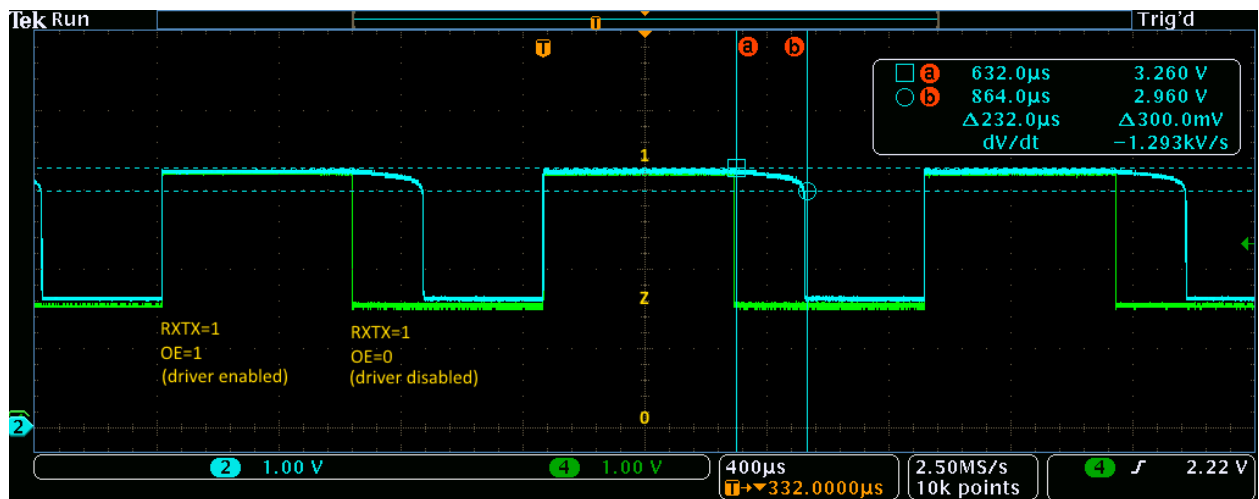 Tek Run
Trig'd
T
T
a
b
a 632.0µs 3.260 V
b 864.0µs 2.960 V
Δ232.0µs Δ300.0mV
dV/dt −1.293kV/s
1
Z
RXTX=1
OE=1
(driver enabled)
RXTX=1
OE=0
(driver disabled)
0
2
2 1.00 V
4 1.00 V
400µs
T→▼332.0000µs
2.50MS/s
10k points
4 ∫ 2.22 V